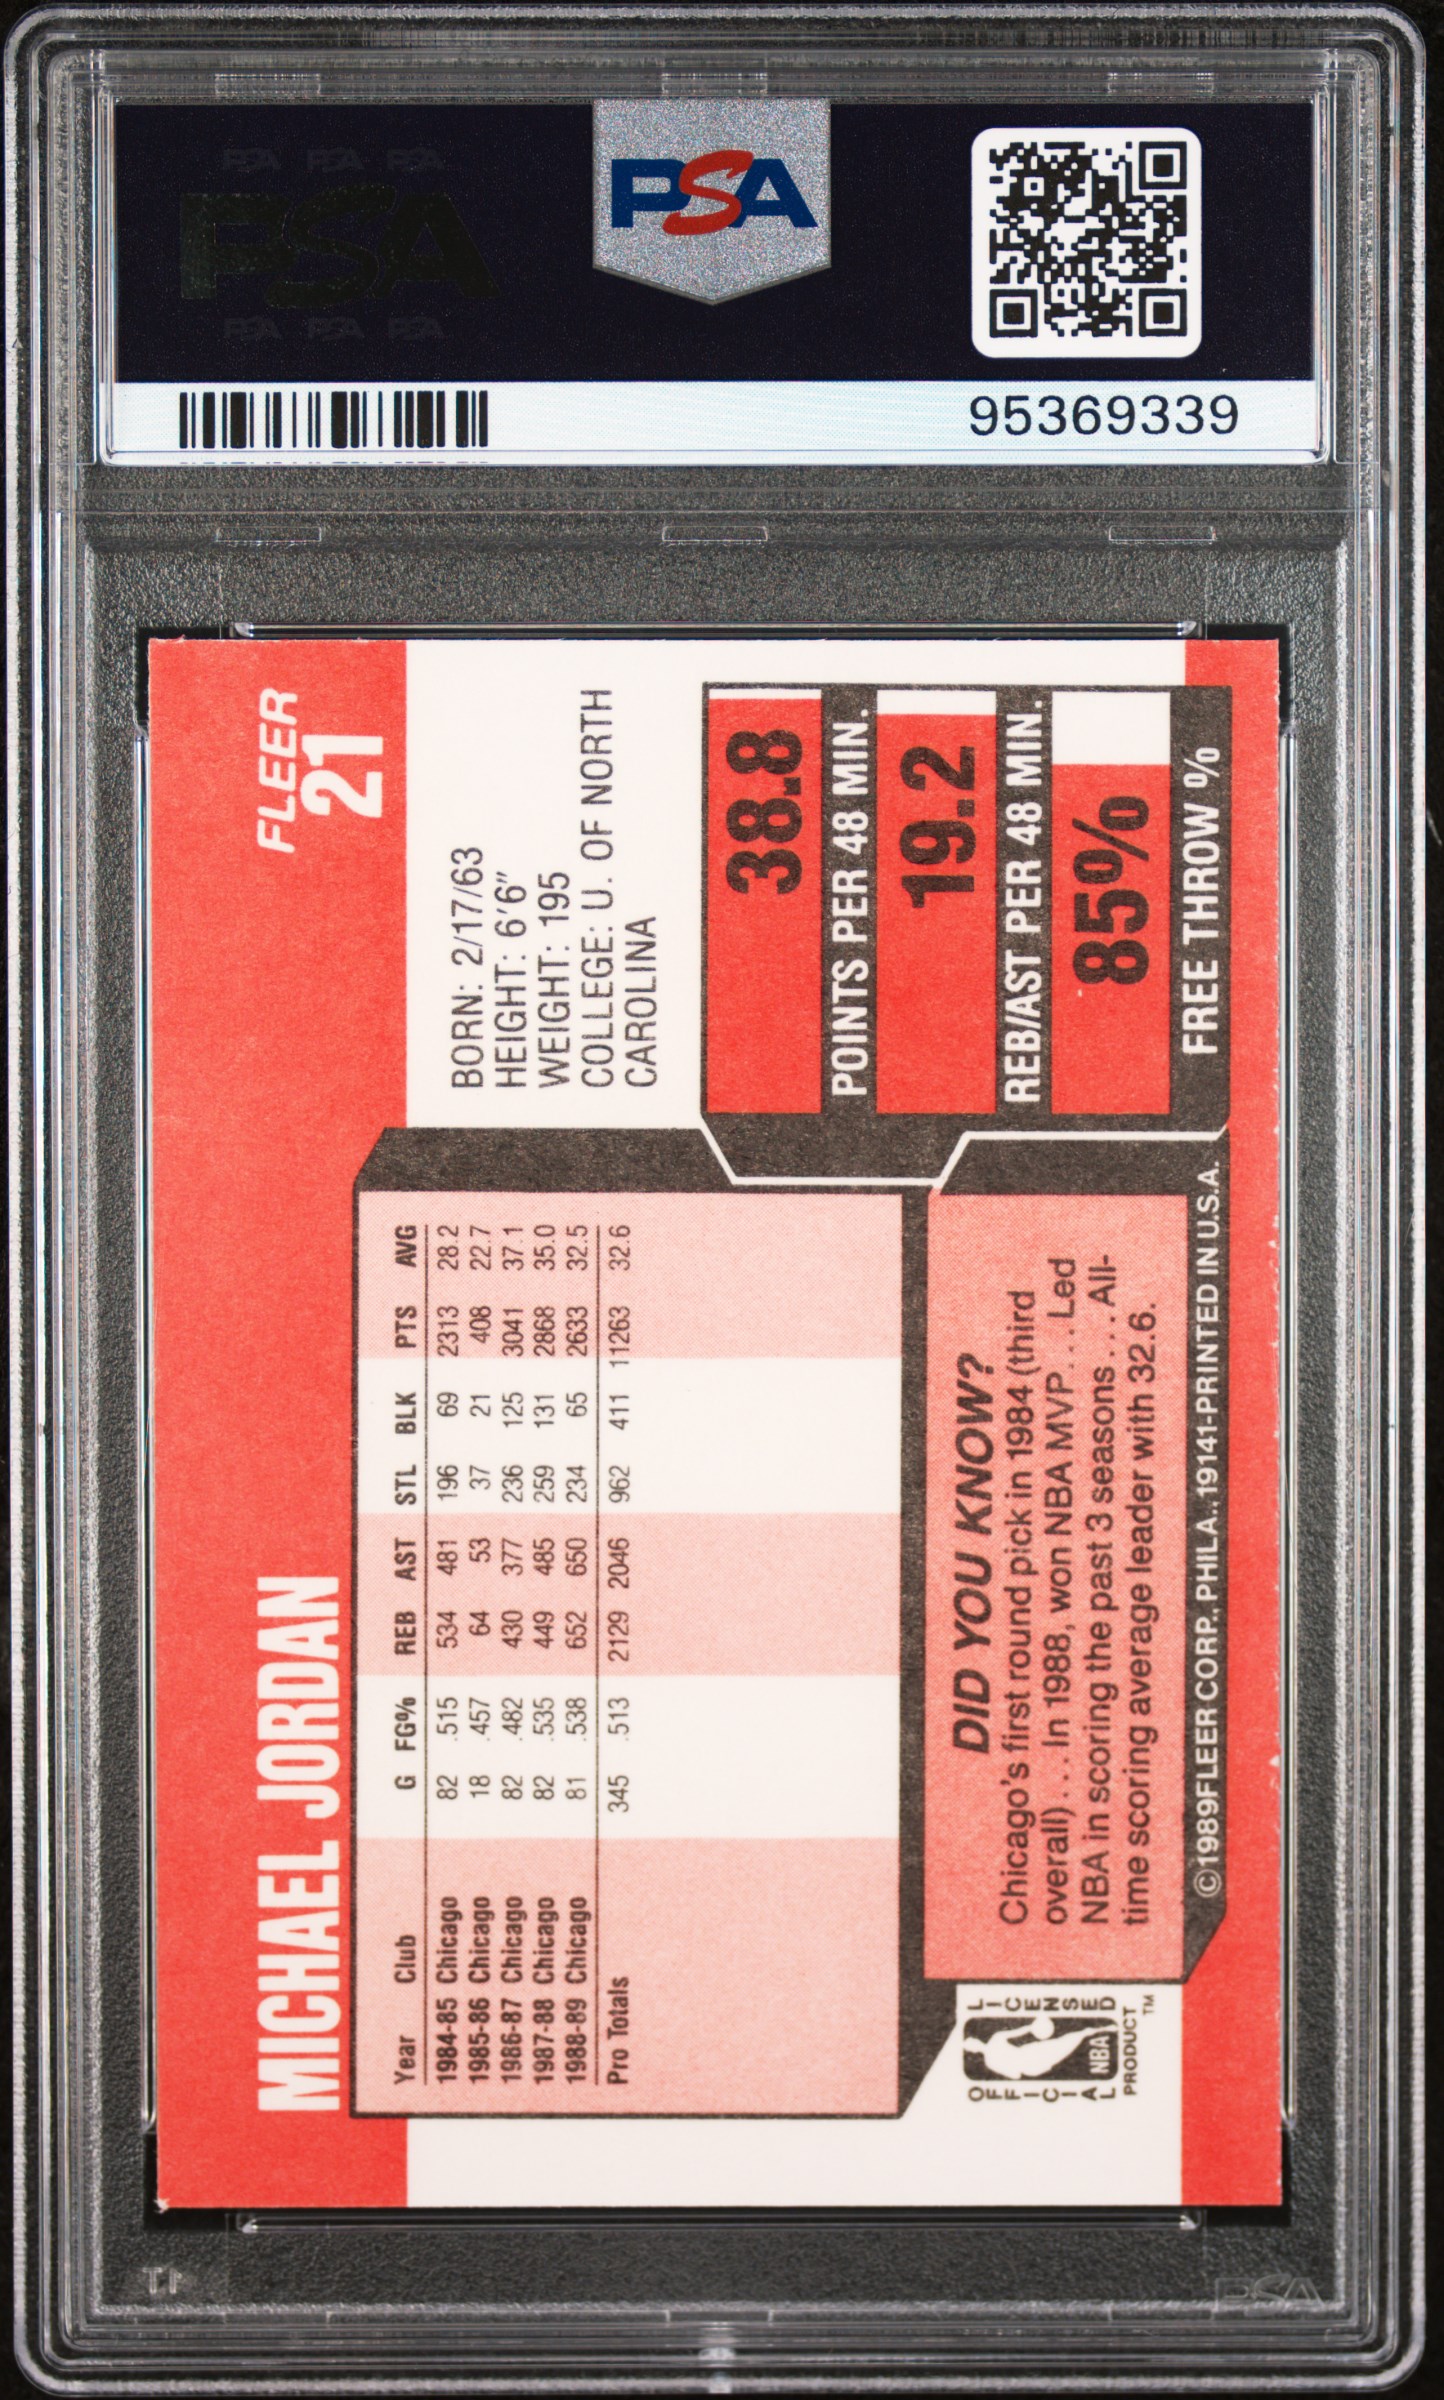 PSA PSA PSA
PSA
PSA PSA PSA
PSA
95369339
FLEER
21
MICHAEL JORDAN
BORN: 2/17/63
HEIGHT: 6'6"
WEIGHT: 195
COLLEGE: U. OF NORTH
CAROLINA
Year Club G FG% REB AST STL BLK PTS AVG
1984-85 Chicago 82 .515 534 481 196 69 2313 28.2
1985-86 Chicago 18 .457 64 53 37 21 408 22.7
1986-87 Chicago 82 .482 430 377 236 125 3041 37.1
1987-88 Chicago 82 .535 449 485 259 131 2868 35.0
1988-89 Chicago 81 .538 652 650 234 65 2633 32.5
Pro Totals 345 .513 2129 2046 962 411 11263 32.6
38.8
POINTS PER 48 MIN.
19.2
REB/AST PER 48 MIN.
85%
FREE THROW %
DID YOU KNOW?
Chicago's first round pick in 1984 (third
overall) . . . In 1988, won NBA MVP. . . Led
NBA in scoring the past 3 seasons . . . All-
time scoring average leader with 32.6.
OFFICIAL LICENSED
NBA
PRODUCT TM
©1989FLEER CORP., PHILA..19141-PRINTED IN U.S.A.
PSA